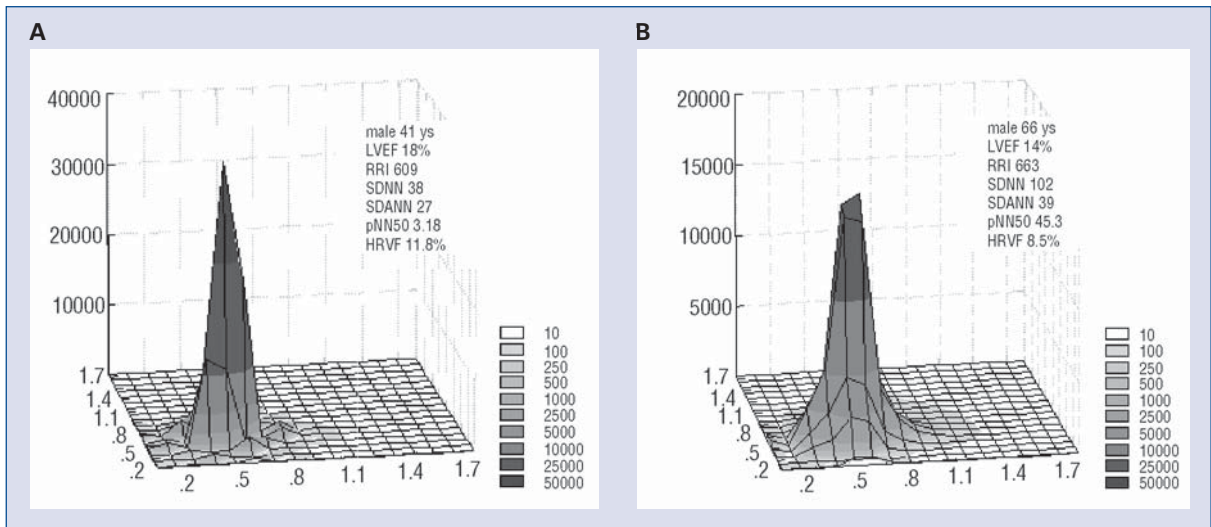 A
40000
30000
20000
10000
male 41 ys
LVEF 18%
RRI 609
SDNN 38
SDANN 27
pNN50 3.18
HRVF 11.8%
1.7
1.4
1.1
.8
.5
.2
.2 .5 .8 1.1 1.4 1.7
10
100
250
500
1000
2500
5000
10000
25000
50000
B
20000
15000
10000
5000
male 66 ys
LVEF 14%
RRI 663
SDNN 102
SDANN 39
pNN50 45.3
HRVF 8.5%
1.7
1.4
1.1
.8
.5
.2
.2 .5 .8 1.1 1.4 1.7
10
100
250
500
1000
2500
5000
10000
25000
50000